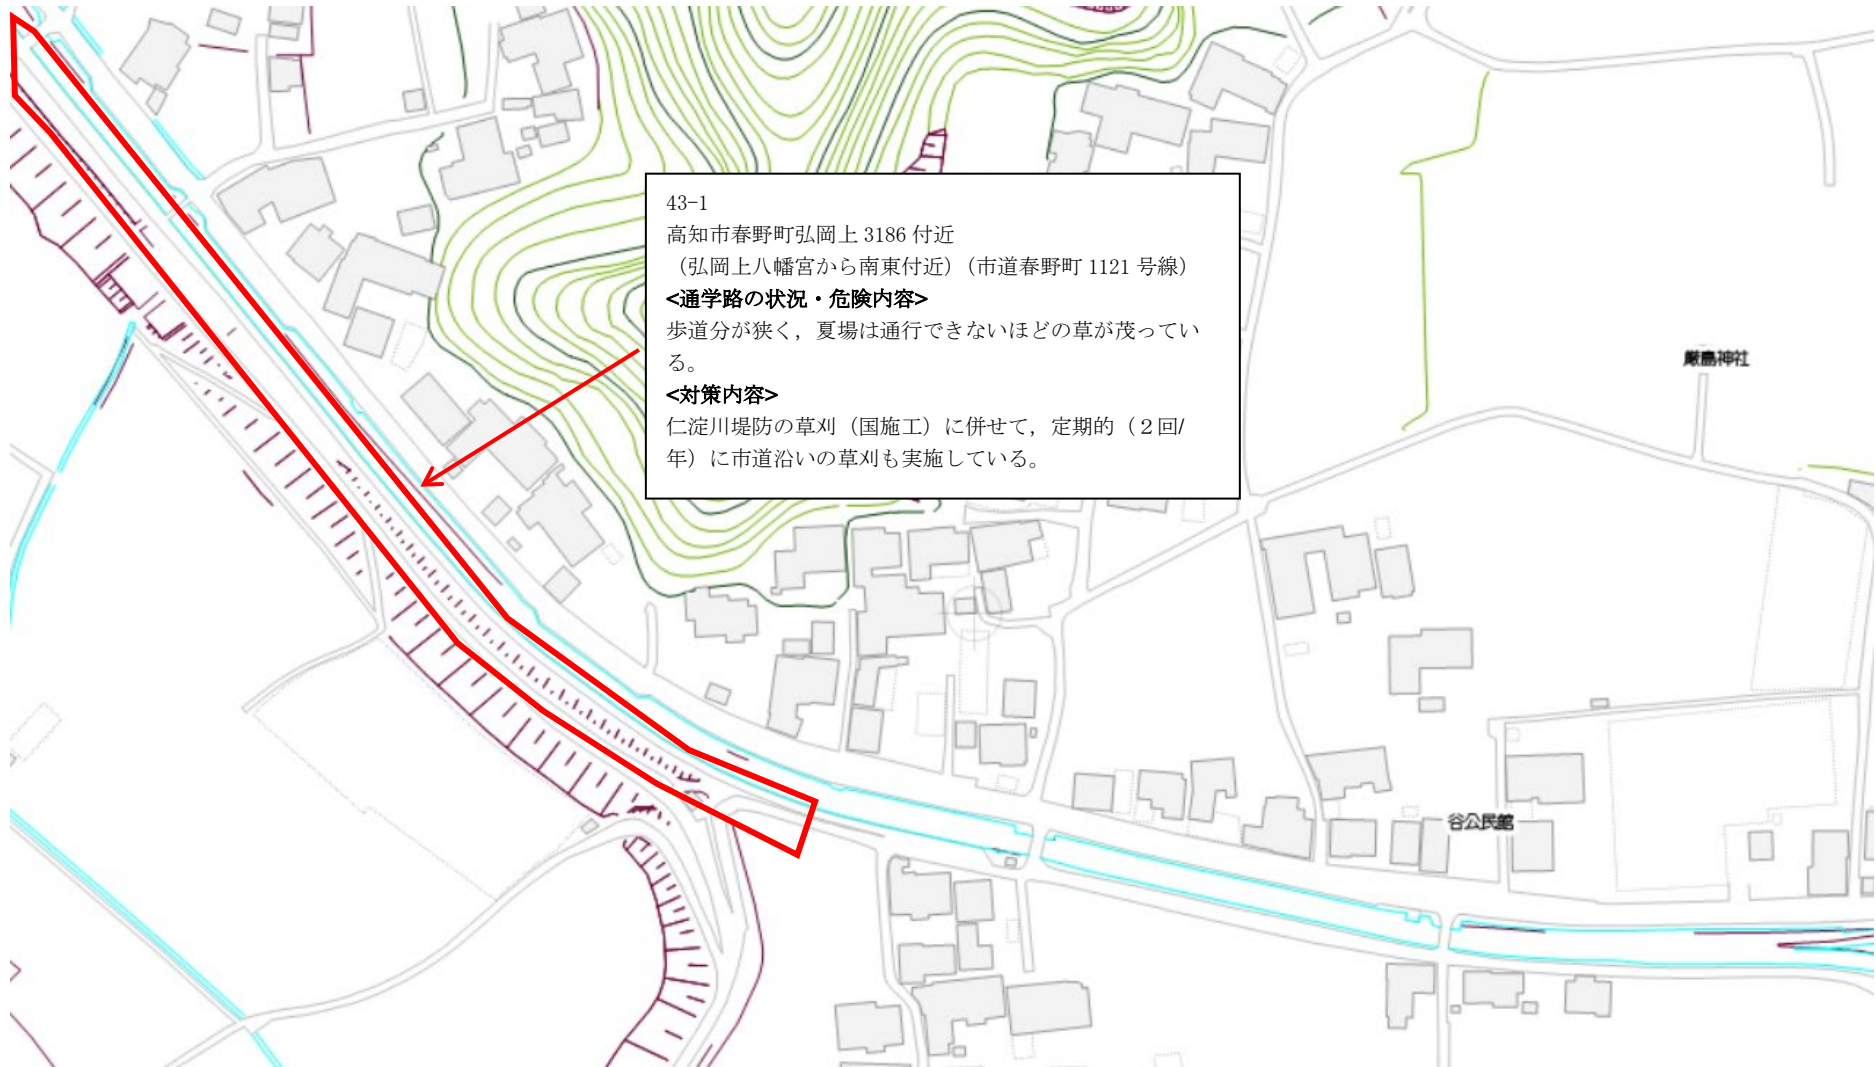 43-1
高知市春野町弘岡上 3186 付近
（弘岡上八幡宮から南東付近）（市道春野町 1121 号線）
<通学路の状況・危険内容>
歩道分が狭く，夏場は通行できないほどの草が茂ってい
る。
<対策内容>
仁淀川堤防の草刈（国施工）に併せて，定期的（２回/
年）に市道沿いの草刈も実施している。
厳島神社
谷公民館